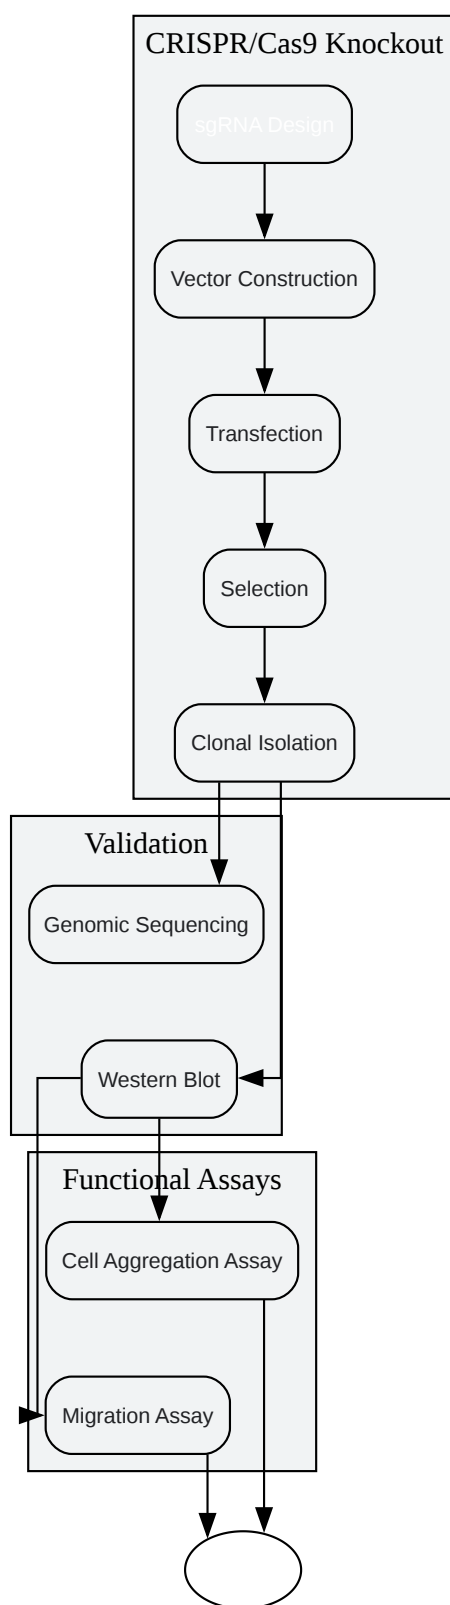 CRISPR/Cas9 Knockout
sgRNA Design
Vector Construction
Transfection
Selection
Clonal Isolation
Validation
Genomic Sequencing
Western Blot
Functional Assays
Cell Aggregation Assay
Migration Assay